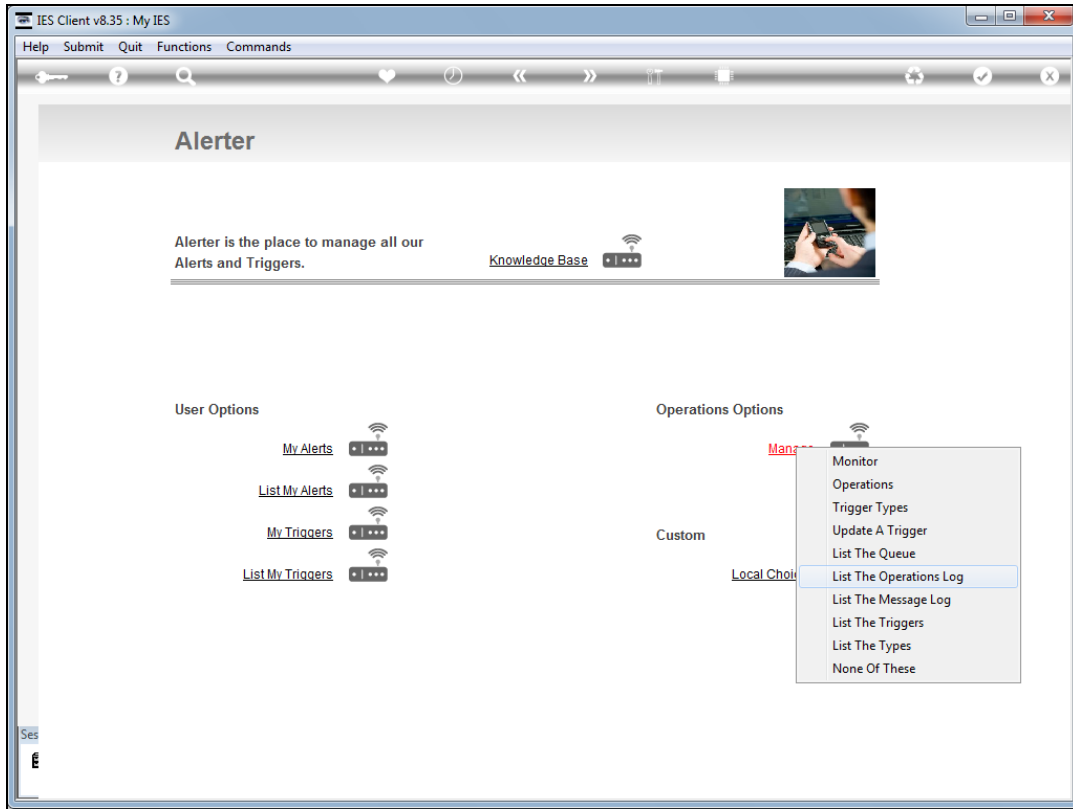 IES Client v8.35 : My IES
Help Submit Quit Functions Commands
Alerter
Alerter is the place to manage all our
Alerts and Triggers.
Knowledge Base
User Options
My Alerts
List My Alerts
My Triggers
List My Triggers
Operations Options
Custom
Monitor
Operations
Trigger Types
Update A Trigger
List The Queue
List The Operations Log
List The Message Log
List The Triggers
List The Types
None Of These